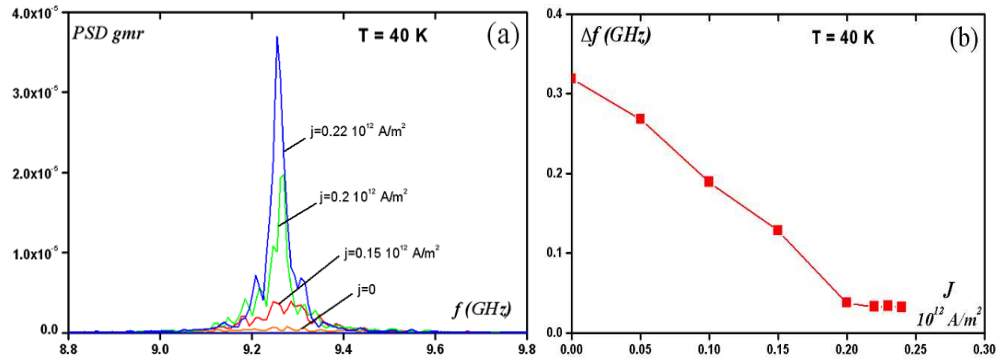 PSD gmr
T = 40 K
(a)
4.0x10⁻⁵
3.0x10⁻⁵
2.0x10⁻⁵
1.0x10⁻⁵
0.0
j=0.22 10¹² A/m²
j=0.2 10¹² A/m²
j=0.15 10¹² A/m²
j=0
f (GHz)
8.8 9.0 9.2 9.4 9.6 9.8
Δf (GHz)
T = 40 K
(b)
0.4
0.3
0.2
0.1
0.0
J
10¹² A/m²
0.00 0.05 0.10 0.15 0.20 0.25 0.30